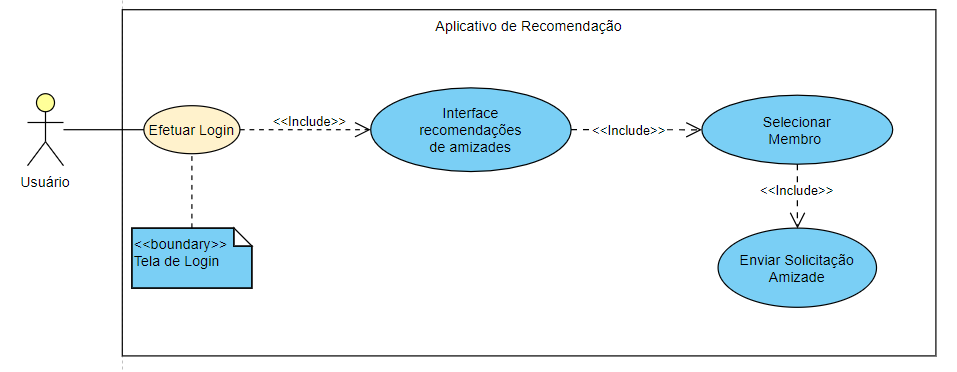 Aplicativo de Recomendação
Usuário
Efetuar Login
<<Include>>
Interface
recomendações
de amizades
<<Include>>
Selecionar
Membro
<<Include>>
Enviar Solicitação
Amizade
<<boundary>>
Tela de Login